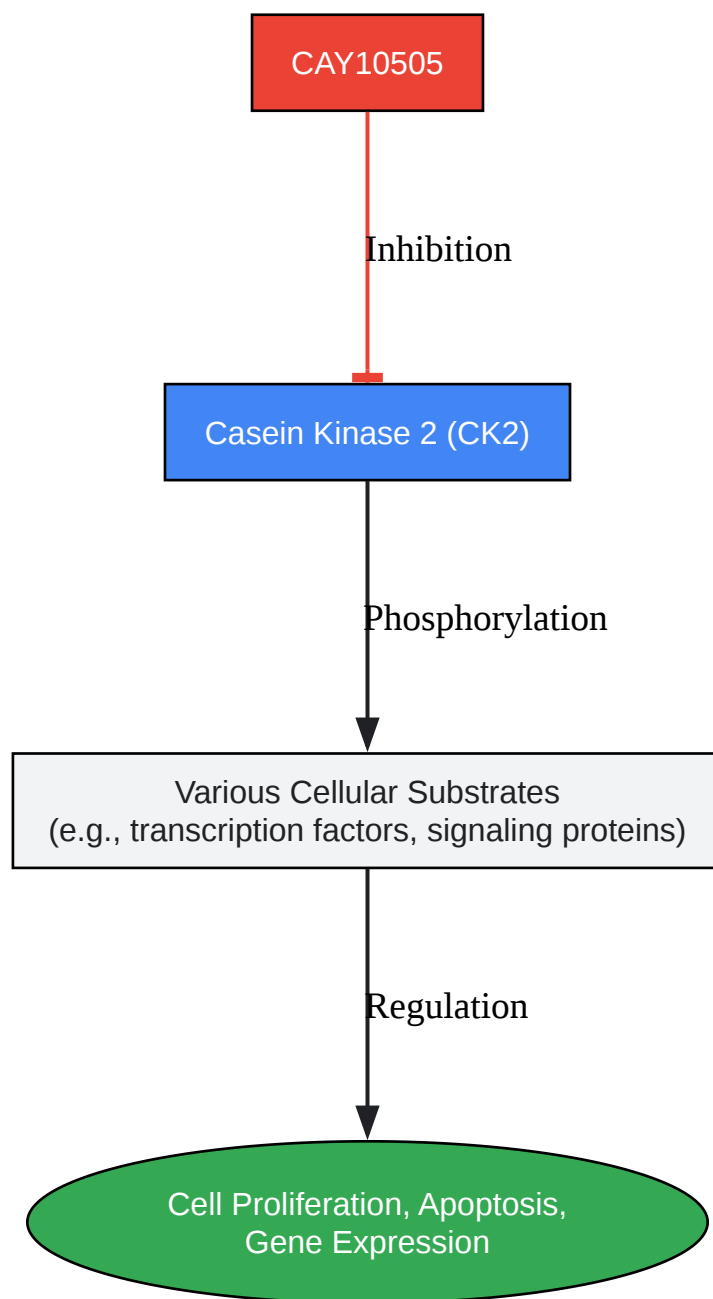 CAY10505
Inhibition
Casein Kinase 2 (CK2)
Phosphorylation
Various Cellular Substrates
(e.g., transcription factors, signaling proteins)
Regulation
Cell Proliferation, Apoptosis,
Gene Expression